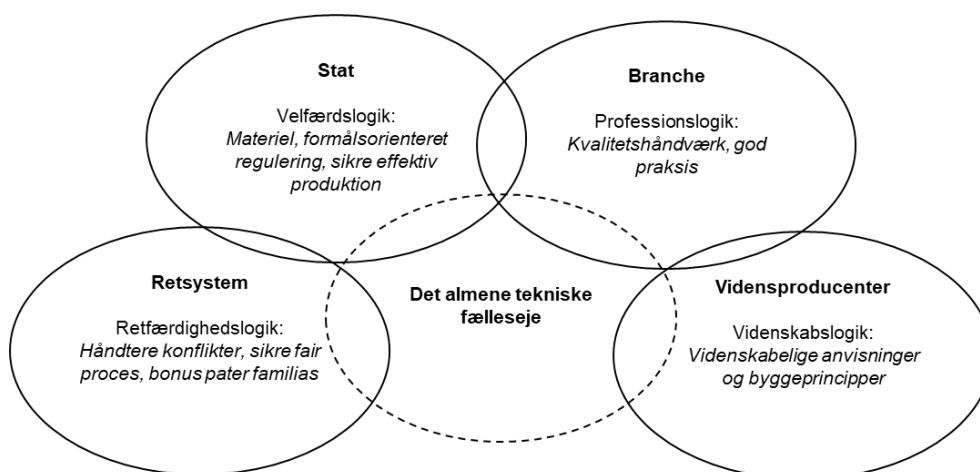 Stat
Velfærdslogik:
Materiel, formålsorienteret
regulering, sikre effektiv
produktion
Branche
Professionslogik:
Kvalitetshåndværk, god
praksis
Retsystem
Retfærdighedslogik:
Håndtere konflikter, sikre fair
proces, bonus pater familias
Det almene tekniske
fælleseje
Vidensproducenter
Videnskabslogik:
Videnskabelige anvisninger
og byggeprincipper